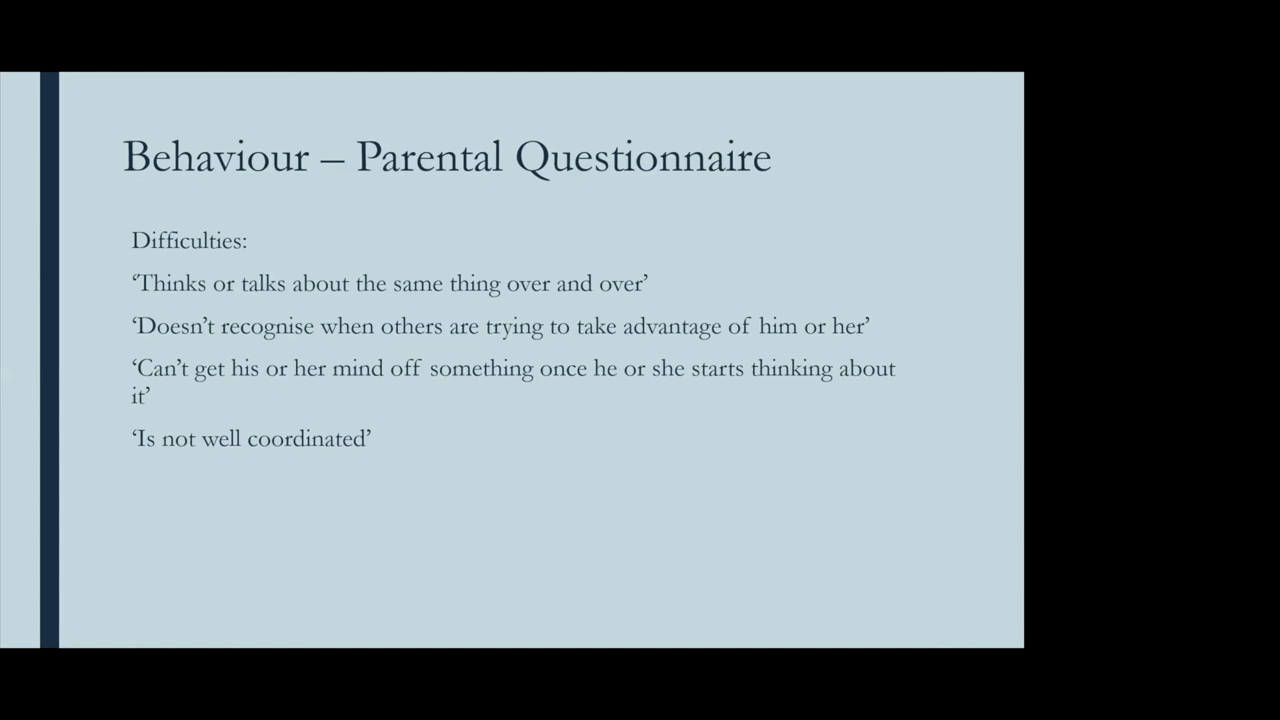 Behaviour – Parental Questionnaire
Difficulties:
‘Thinks or talks about the same thing over and over’
‘Doesn’t recognise when others are trying to take advantage of him or her’
‘Can’t get his or her mind off something once he or she starts thinking about
it’
‘Is not well coordinated’